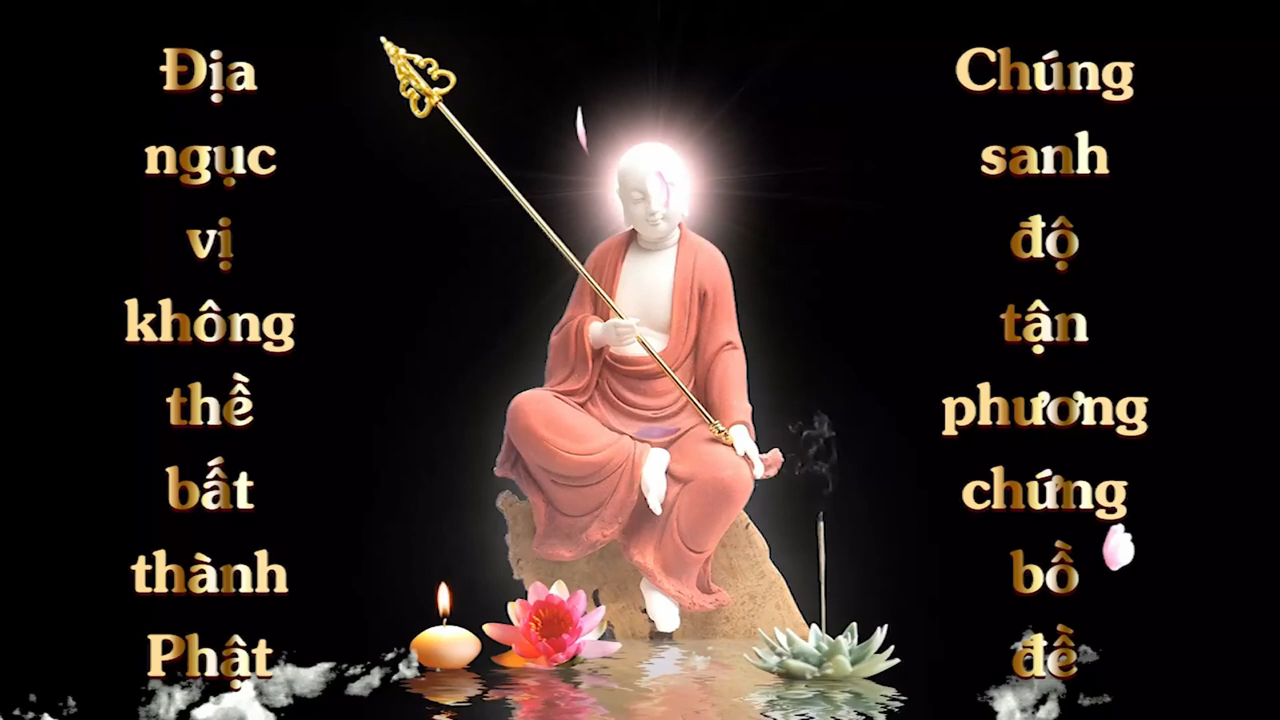 Địa
ngục
vị
không
thề
bất
thành
Phật
Chúng
sanh
độ
tận
phương
chứng
bồ
đề